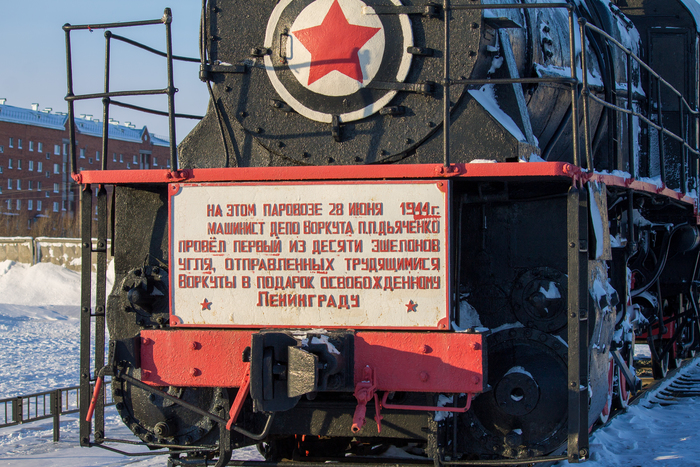 НА ЭТОМ ПАРОВОЗЕ 28 ИЮНЯ 1944г.
МАШИНИСТ ДЕПО ВОРКУТА П.П.ДЬЯЧЕНКО
ПРОВЁЛ ПЕРВЫЙ ИЗ ДЕСЯТИ ЭШЕЛОНОВ
УГЛЯ, ОТПРАВЛЕННЫХ ТРУДЯЩИМИСЯ
ВОРКУТЫ В ПОДАРОК ОСВОБОЖДЕННОМУ
ЛЕНИНГРАДУ